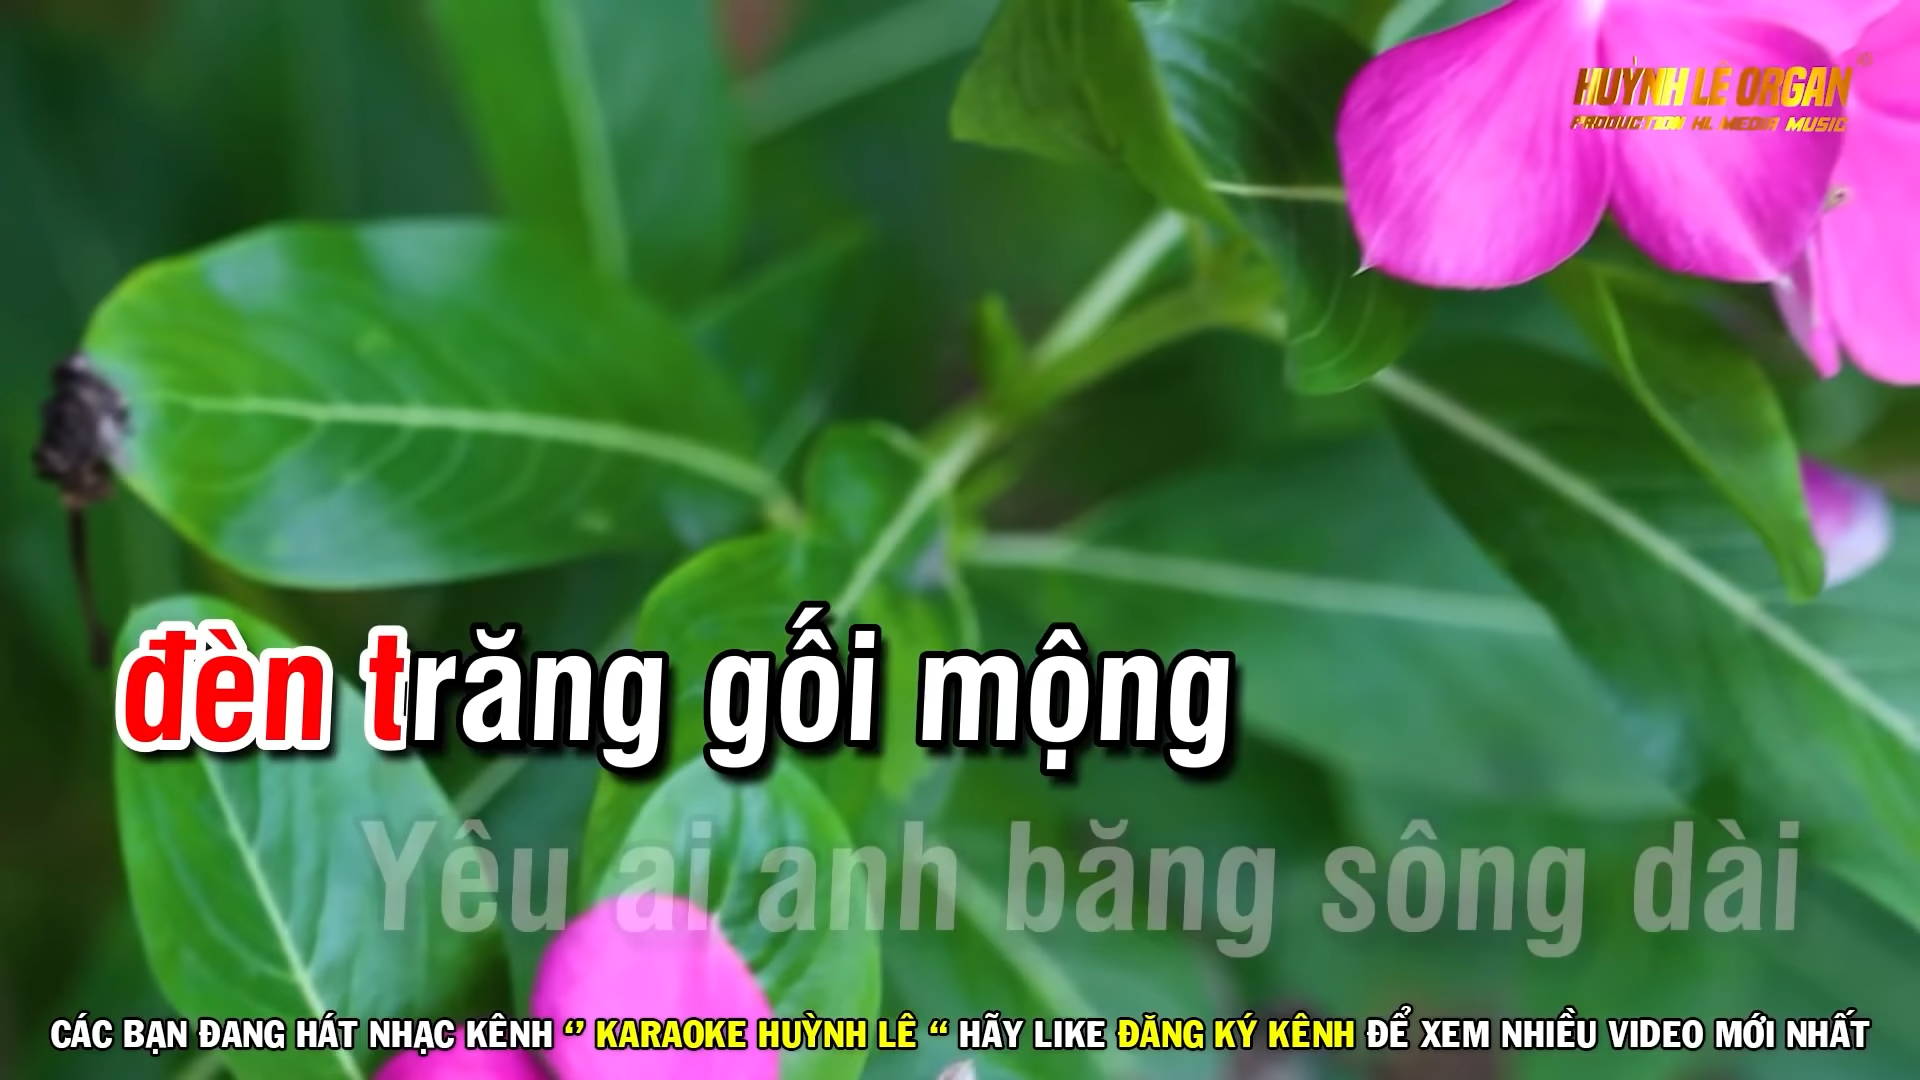 HUỲNH LÊ ORGAN
PRODUCTION HL MEDIA MUSIC
đèn trăng gối mộng
Yêu ai anh băng sông dài
CÁC BẠN ĐANG HÁT NHẠC KÊNH ‘’ KARAOKE HUỲNH LÊ “ HÃY LIKE ĐĂNG KÝ KÊNH ĐỂ XEM NHIỀU VIDEO MỚI NHẤT